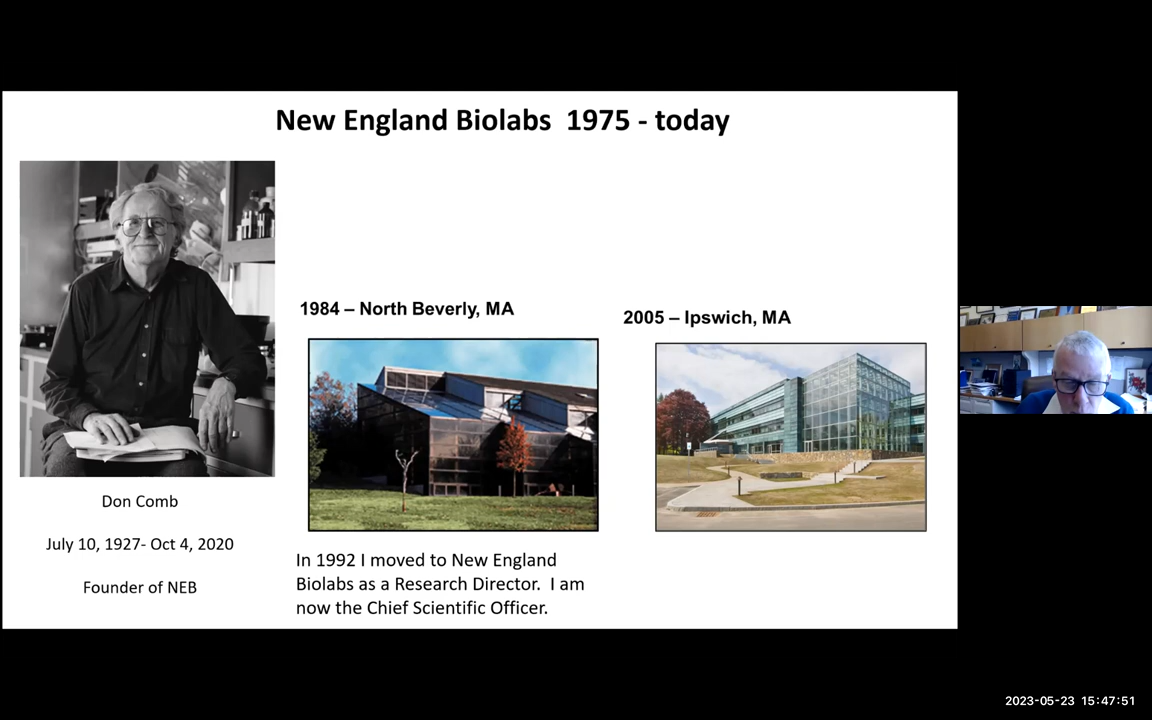 New England Biolabs 1975 - today
1984 – North Beverly, MA
2005 – Ipswich, MA
Don Comb
July 10, 1927- Oct 4, 2020
Founder of NEB
In 1992 I moved to New England
Biolabs as a Research Director. I am
now the Chief Scientific Officer.
2023-05-23 15:47:51